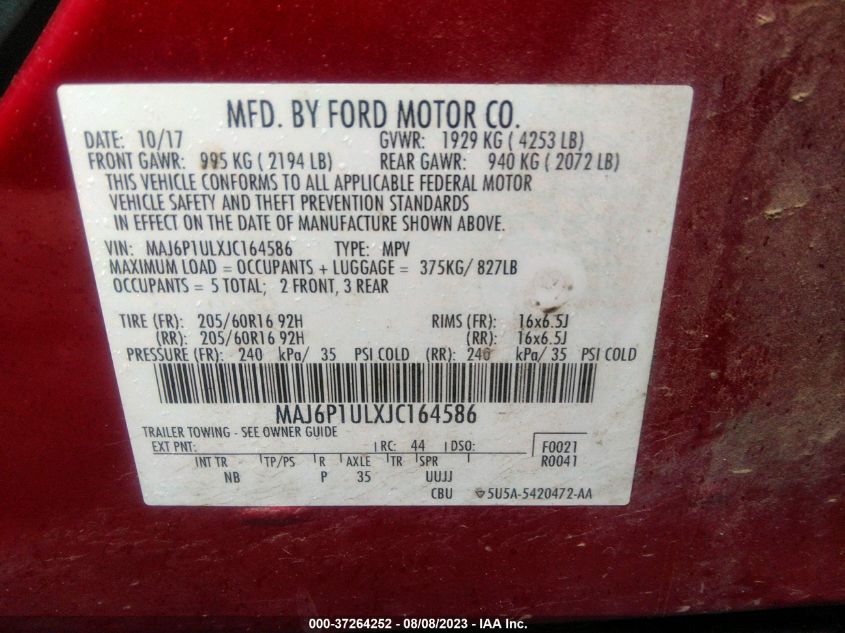 MFD. BY FORD MOTOR CO.
DATE: 10/17 GVWR: 1929 KG ( 4253 LB)
FRONT GAWR: 995 KG ( 2194 LB) REAR GAWR: 940 KG ( 2072 LB)
THIS VEHICLE CONFORMS TO ALL APPLICABLE FEDERAL MOTOR
VEHICLE SAFETY AND THEFT PREVENTION STANDARDS
IN EFFECT ON THE DATE OF MANUFACTURE SHOWN ABOVE.
VIN: MAJ6P1ULXJC164586 TYPE: MPV
MAXIMUM LOAD = OCCUPANTS + LUGGAGE = 375KG/ 827LB
OCCUPANTS = 5 TOTAL; 2 FRONT, 3 REAR
TIRE (FR): 205/60R16 92H RIMS (FR): 16x6.5J
(RR): 205/60R16 92H (RR): 16x6.5J
PRESSURE (FR): 240 kPa/ 35 PSI COLD (RR): 240 kPa/ 35 PSI COLD
MAJ6P1ULXJC164586
TRAILER TOWING - SEE OWNER GUIDE
EXT PNT: RC: 44 DSO: F0021
R0041
INT TR TP/PS R AXLE TR SPR
NB P 35 UUJJ
CBU 5U5A-5420472-AA
000-37264252 - 08/08/2023 - IAA Inc.